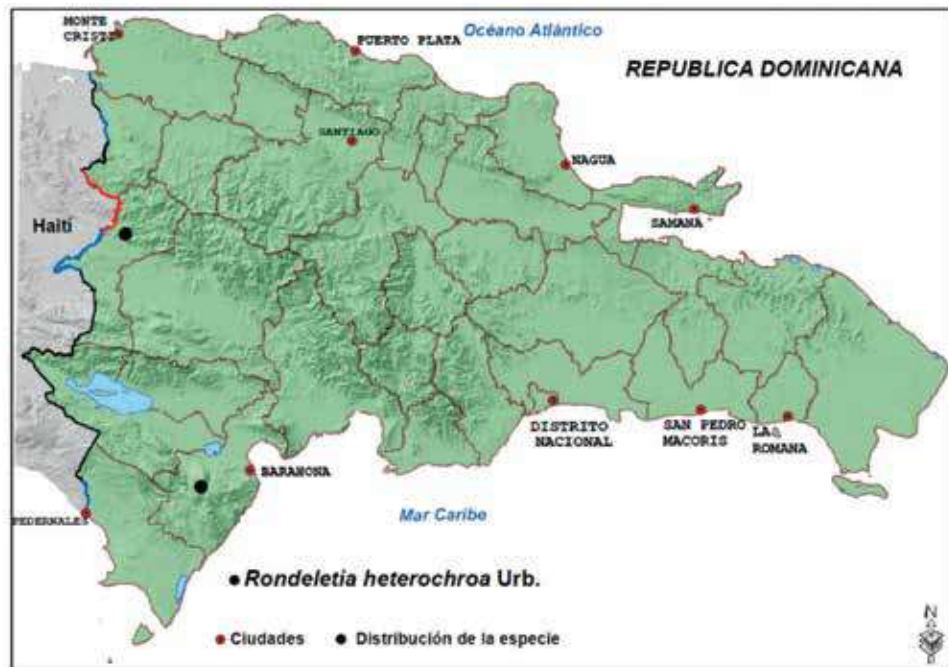 MONTE
CRISTI
Océano Atlántico
PUERTO PLATA
REPUBLICA DOMINICANA
SANTIAGO
NAGUA
SAMANA
Haití
DISTRITO
NACIONAL
SAN PEDRO
MACORIS
LA
ROMANA
BARAHONA
PEDERNALES
Mar Caribe
Rondeletia heterochroa Urb.
Ciudades
Distribución de la especie
N